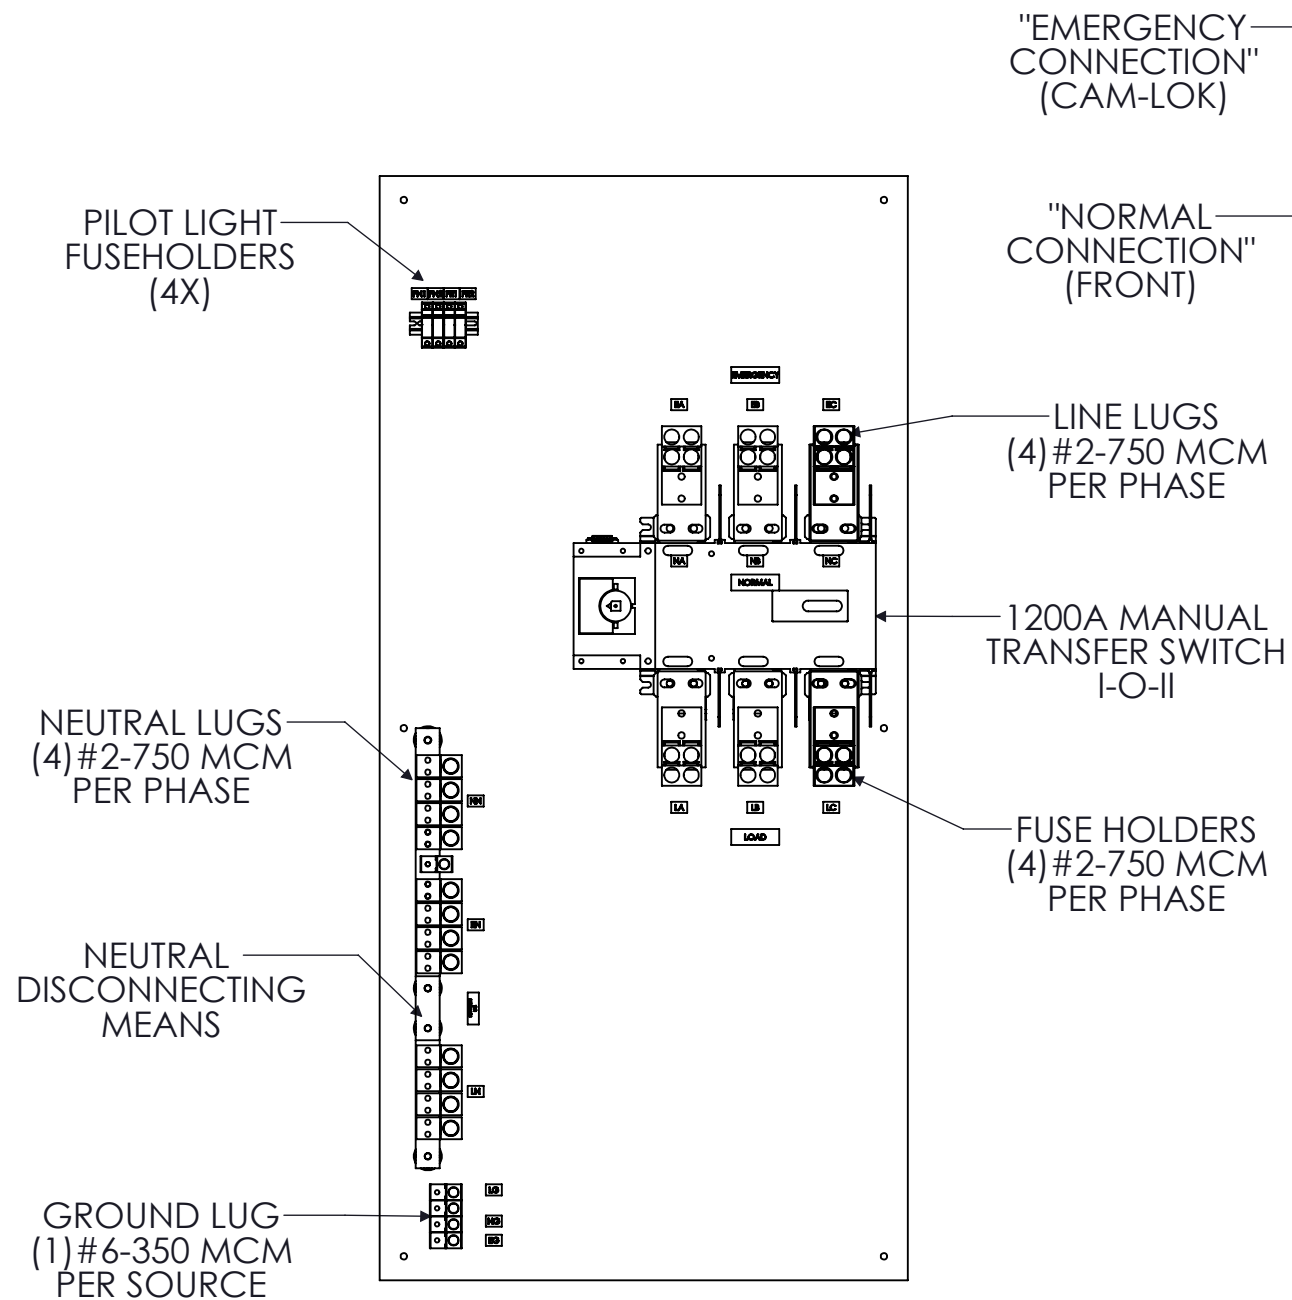 "EMERGENCY
CONNECTION"
(CAM-LOK)
"NORMAL
CONNECTION"
(FRONT)
PILOT LIGHT
FUSEHOLDERS
(4X)
EMERGENCY
EA EB EC
LINE LUGS
(4)#2-750 MCM
PER PHASE
NA NB NC
NORMAL
1200A MANUAL
TRANSFER SWITCH
I-O-II
NEUTRAL LUGS
(4)#2-750 MCM
PER PHASE
NN
LA LB LC
LOAD
FUSE HOLDERS
(4)#2-750 MCM
PER PHASE
EN
NEUTRAL
DISCONNECTING
MEANS
LN
GROUND LUG
(1)#6-350 MCM
PER SOURCE
LG
NG
EG